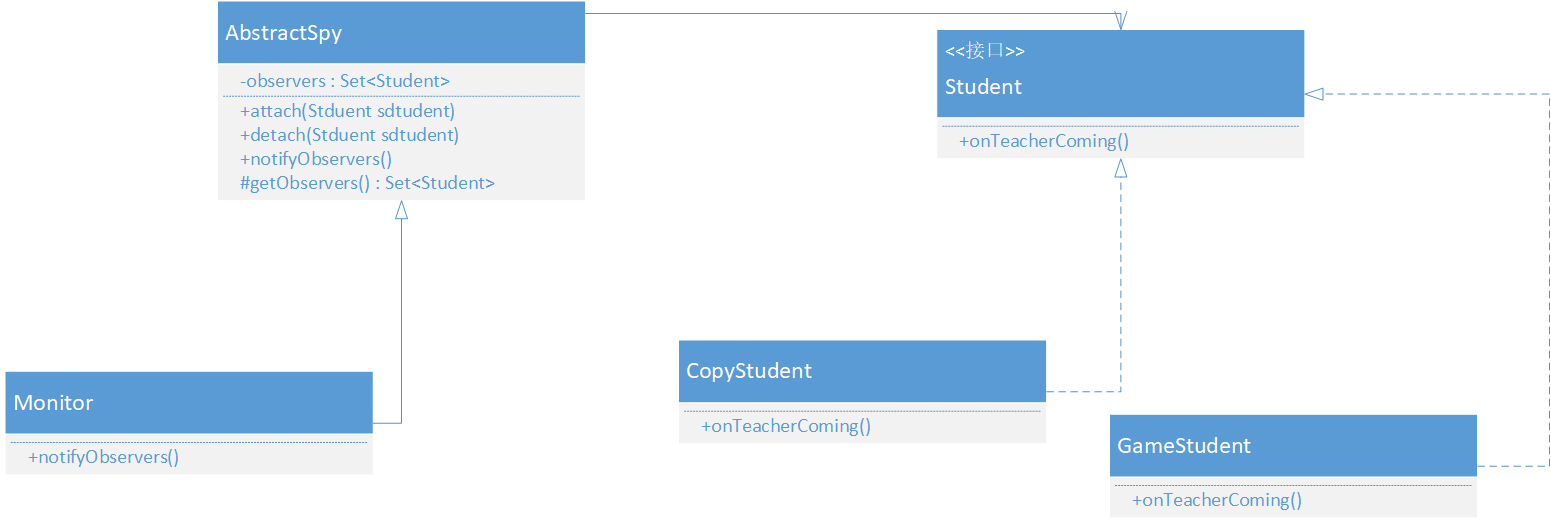 AbstractSpy
-observers : Set<Student>
+attach(Stduent sdtudent)
+detach(Stduent sdtudent)
+notifyObservers()
#getObservers() : Set<Student>
<<接口>>
Student
+onTeacherComing()
Monitor
+notifyObservers()
CopyStudent
+onTeacherComing()
GameStudent
+onTeacherComing()